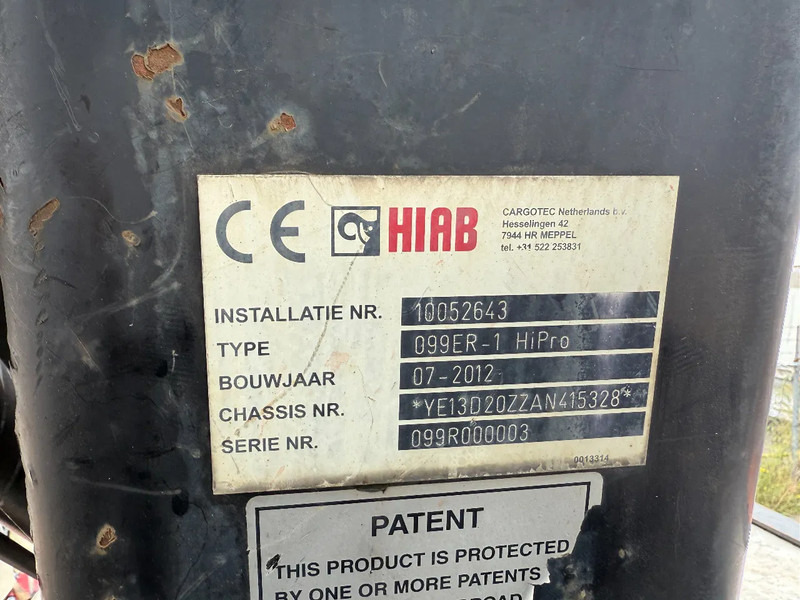 CE HIAB
CARGOTEC Netherlands b.v.
Hesselingen 42
7944 HR MEPPEL
tel. +31 522 253831
INSTALLATIE NR. 10052643
TYPE 099ER-1 HiPro
BOUWJAAR 07-2012
CHASSIS NR. *YE13D20ZZAN415328*
SERIE NR. 099R000003
0013314
PATENT
THIS PRODUCT IS PROTECTED
BY ONE OR MORE PATENTS